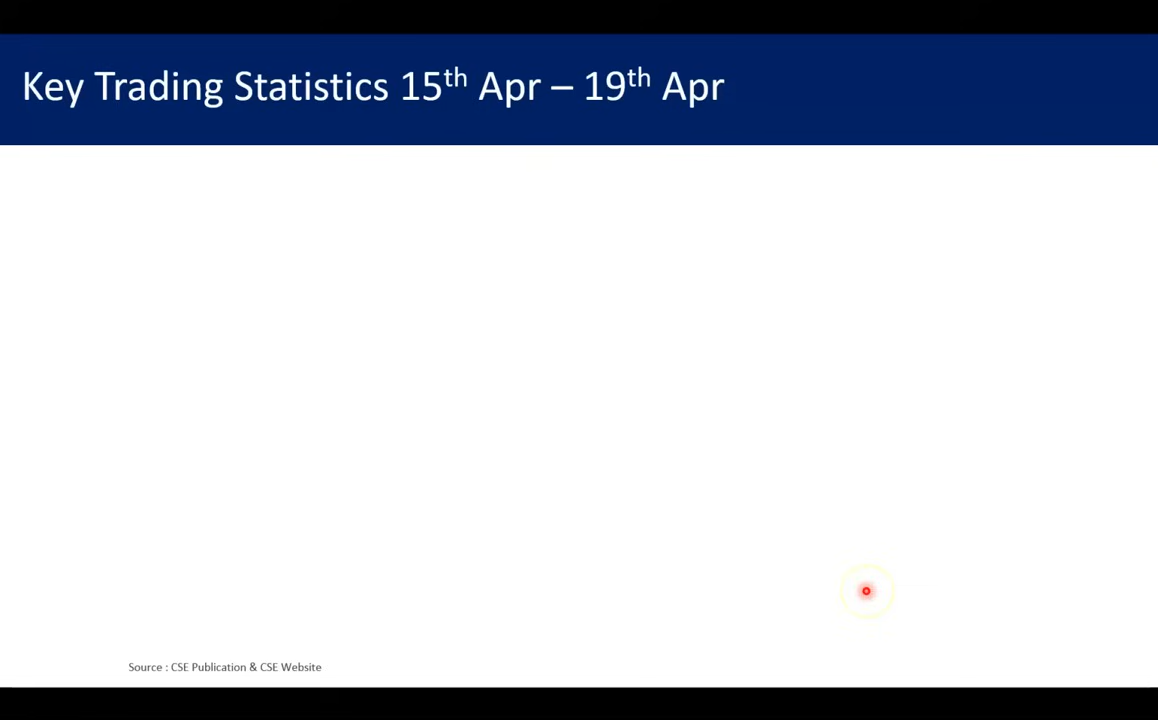 Key Trading Statistics 15th Apr – 19th Apr
Source : CSE Publication & CSE Website